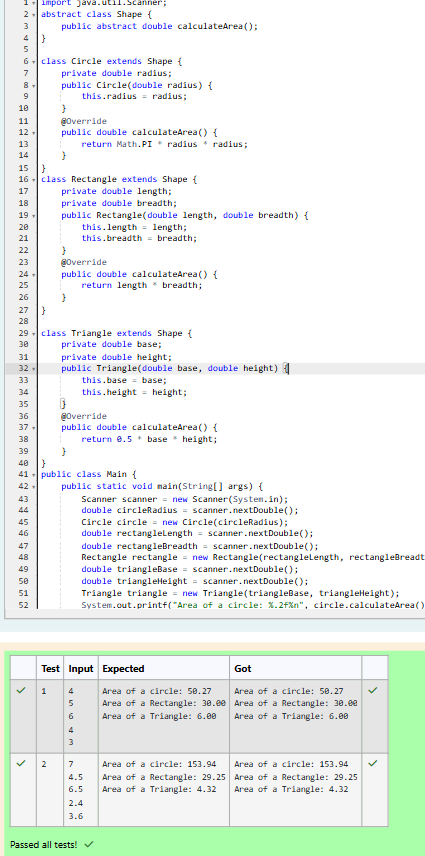 1 import java.util.Scanner;
2 abstract class Shape {
3 public abstract double calculateArea();
4 }
5
6 class Circle extends Shape {
7 private double radius;
8 public Circle(double radius) {
9 this.radius = radius;
10 }
11 @Override
12 public double calculateArea() {
13 return Math.PI * radius * radius;
14 }
15 }
16 class Rectangle extends Shape {
17 private double length;
18 private double breadth;
19 public Rectangle(double length, double breadth) {
20 this.length = length;
21 this.breadth = breadth;
22 }
23 @Override
24 public double calculateArea() {
25 return length * breadth;
26 }
27 }
28
29 class Triangle extends Shape {
30 private double base;
31 private double height;
32 public Triangle(double base, double height) {
33 this.base = base;
34 this.height = height;
35 }
36 @Override
37 public double calculateArea() {
38 return 0.5 * base * height;
39 }
40 }
41 public class Main {
42 public static void main(String[] args) {
43 Scanner scanner = new Scanner(System.in);
44 double circleRadius = scanner.nextDouble();
45 Circle circle = new Circle(circleRadius);
46 double rectangleLength = scanner.nextDouble();
47 double rectangleBreadth = scanner.nextDouble();
48 Rectangle rectangle = new Rectangle(rectangleLength, rectangleBreadt
49 double triangleBase = scanner.nextDouble();
50 double triangleHeight = scanner.nextDouble();
51 Triangle triangle = new Triangle(triangleBase, triangleHeight);
52 System.out.printf("Area of a circle: %.2f%n", circle.calculateArea()
Test Input Expected Got
1 4 Area of a circle: 50.27 Area of a circle: 50.27
5 Area of a Rectangle: 30.00 Area of a Rectangle: 30.00
6 Area of a Triangle: 6.00 Area of a Triangle: 6.00
4
3
2 7 Area of a circle: 153.94 Area of a circle: 153.94
4.5 Area of a Rectangle: 29.25 Area of a Rectangle: 29.25
6.5 Area of a Triangle: 4.32 Area of a Triangle: 4.32
2.4
3.6
Passed all tests!